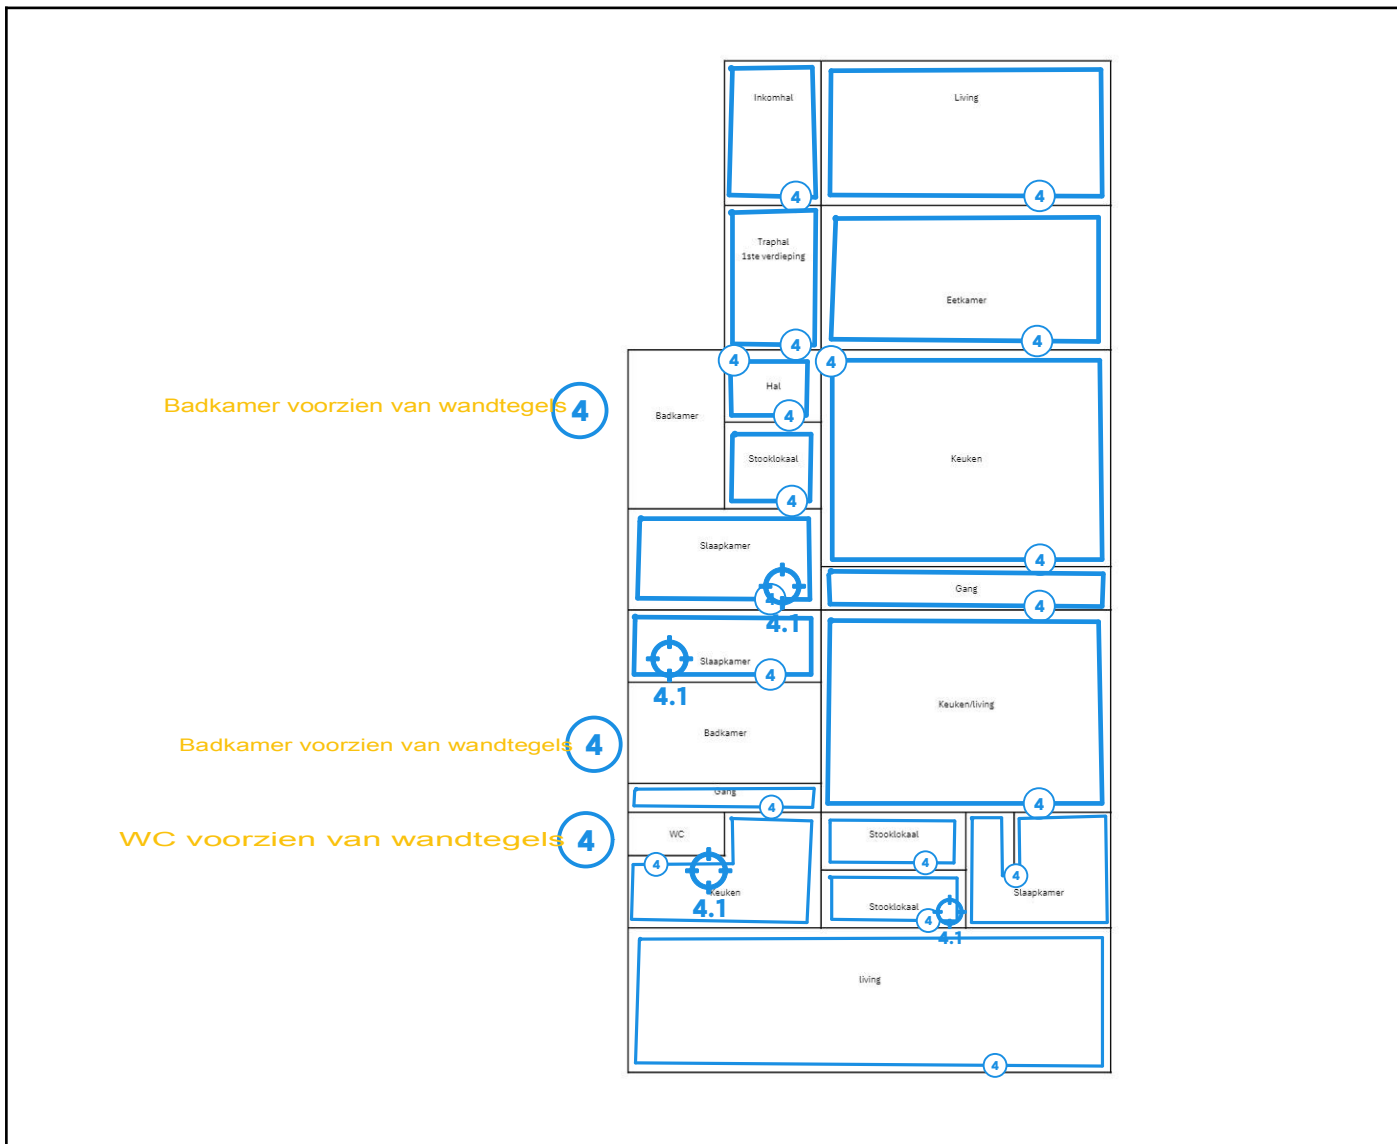 Inkomhal
Living
4
4
Traphal
1ste verdieping
Eetkamer
4
4
4
4
Hal
Badkamer voorzien van wandtegels
4
Badkamer
4
Stooklokaal
Keuken
4
Slaapkamer
4
Gang
4
4
4.1
Slaapkamer
4
4.1
Keuken/living
Badkamer
Badkamer voorzien van wandtegels
4
Gang
4
4
WC
Stooklokaal
WC voorzien van wandtegels
4
4
4
4
Keuken
4.1
Slaapkamer
Stooklokaal
4
4.1
living
4